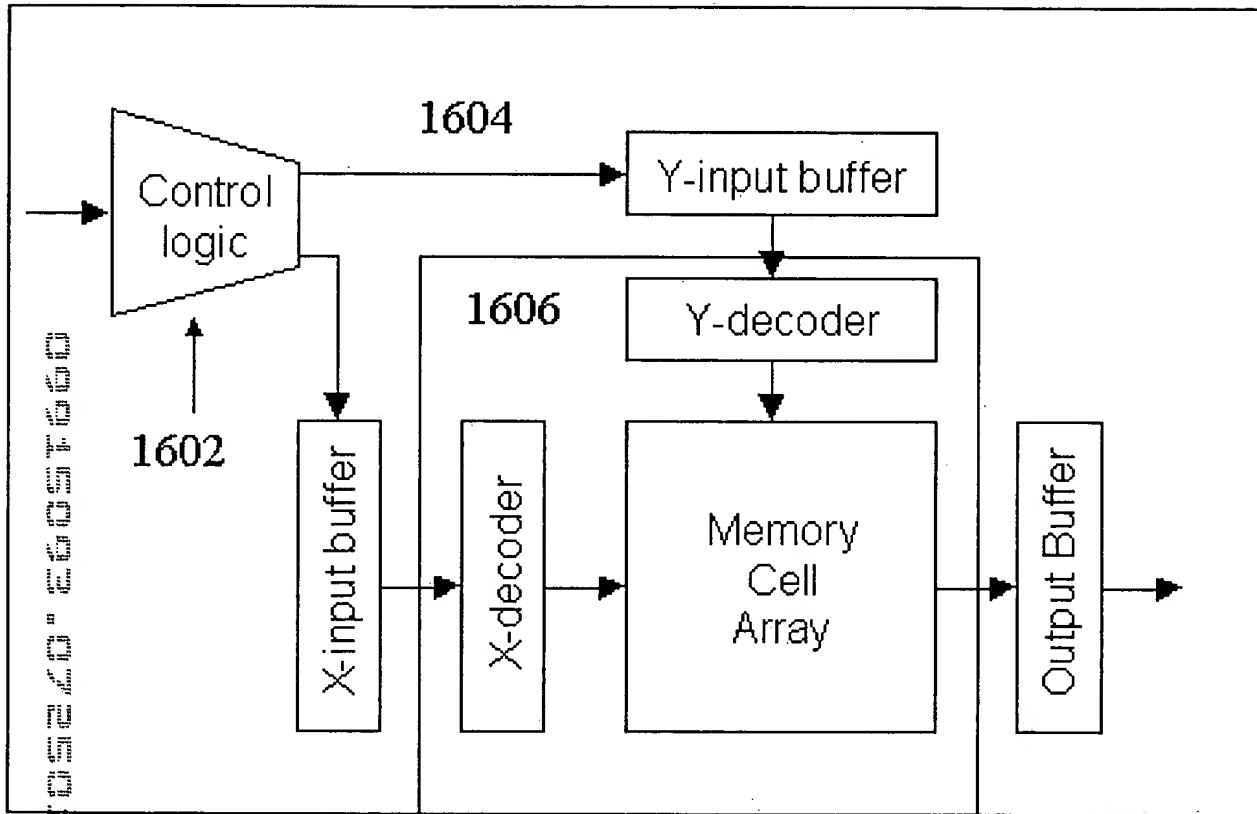 1604
Y-input buffer
Control
logic
1606
Y-decoder
1602
X-input buffer
X-decoder
Memory
Cell
Array
Output Buffer